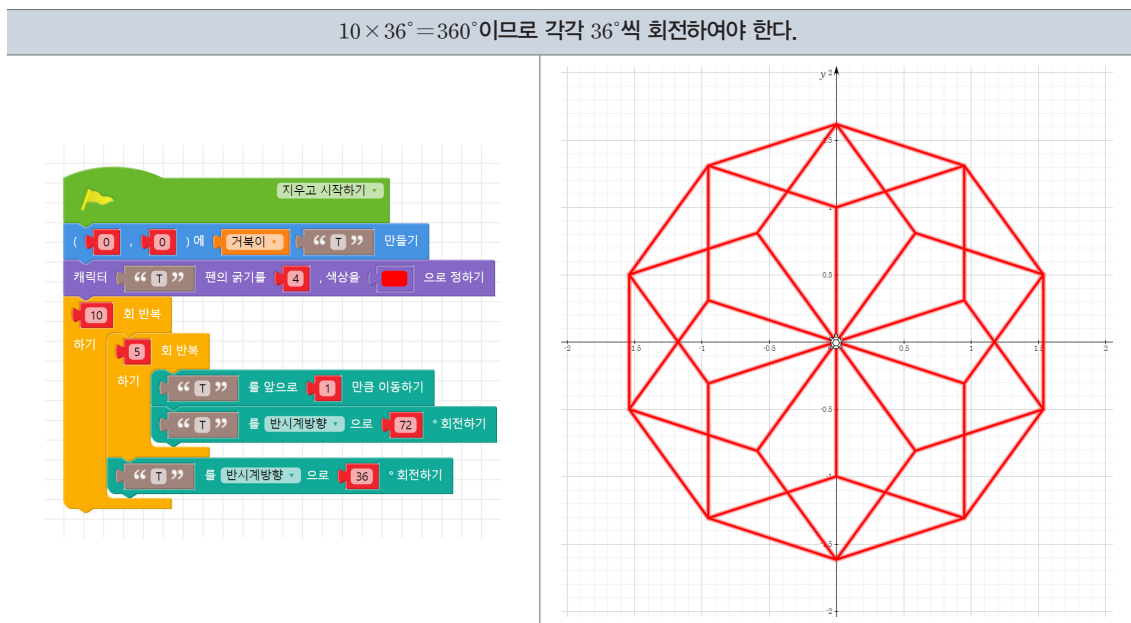 10×36°=360°이므로 각각 36°씩 회전하여야 한다.
지우고 시작하기
( 0 , 0 ) 에 거북이 “ T ” 만들기
캐릭터 “ T ” 펜의 굵기를 4 , 색상을 으로 정하기
10 회 반복
하기 5 회 반복
하기 “ T ” 를 앞으로 1 만큼 이동하기
“ T ” 를 반시계방향 으로 72 ° 회전하기
“ T ” 를 반시계방향 으로 36 ° 회전하기
y 2
1.5
1
0.5
-2 -1.5 -1 -0.5 0.5 1 1.5 2
-0.5
-1
-1.5
-2